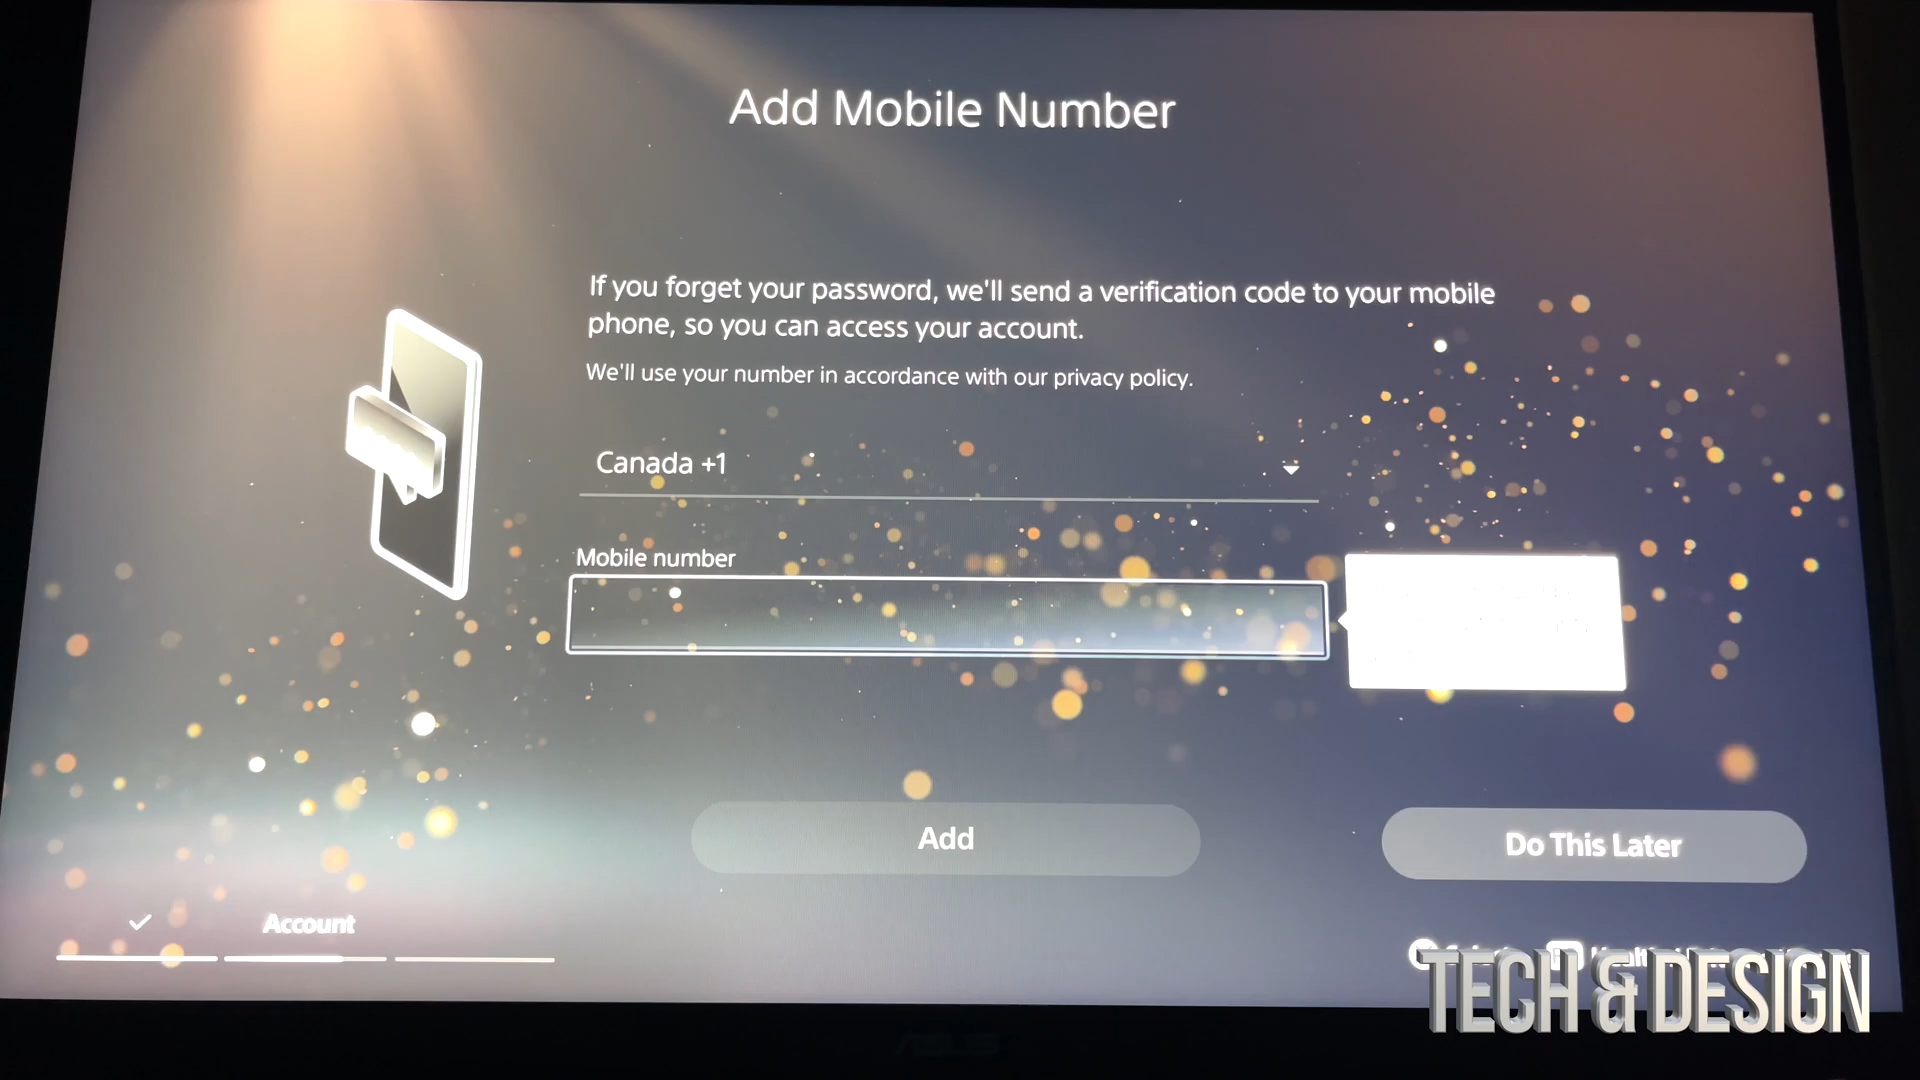 Add Mobile Number
If you forget your password, we'll send a verification code to your mobile
phone, so you can access your account.
We'll use your number in accordance with our privacy policy.
Canada +1
Mobile number
Add
Do This Later
Account
TECH & DESIGN
ASUS